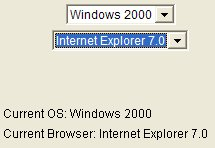 Windows 2000
Internet Explorer 7.0
Current OS: Windows 2000
Current Browser: Internet Explorer 7.0